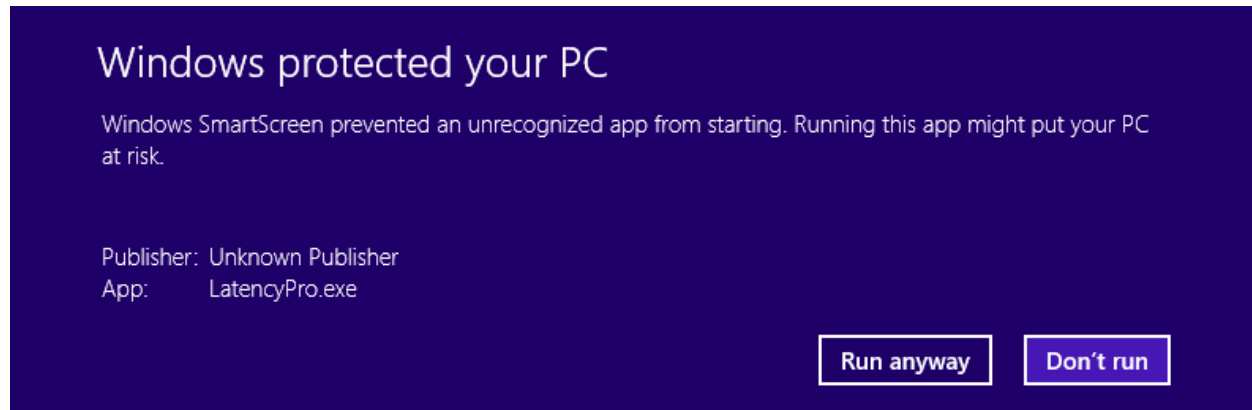 Windows protected your PC
Windows SmartScreen prevented an unrecognized app from starting. Running this app might put your PC
at risk.
Publisher: Unknown Publisher
App: LatencyPro.exe
Run anyway Don't run